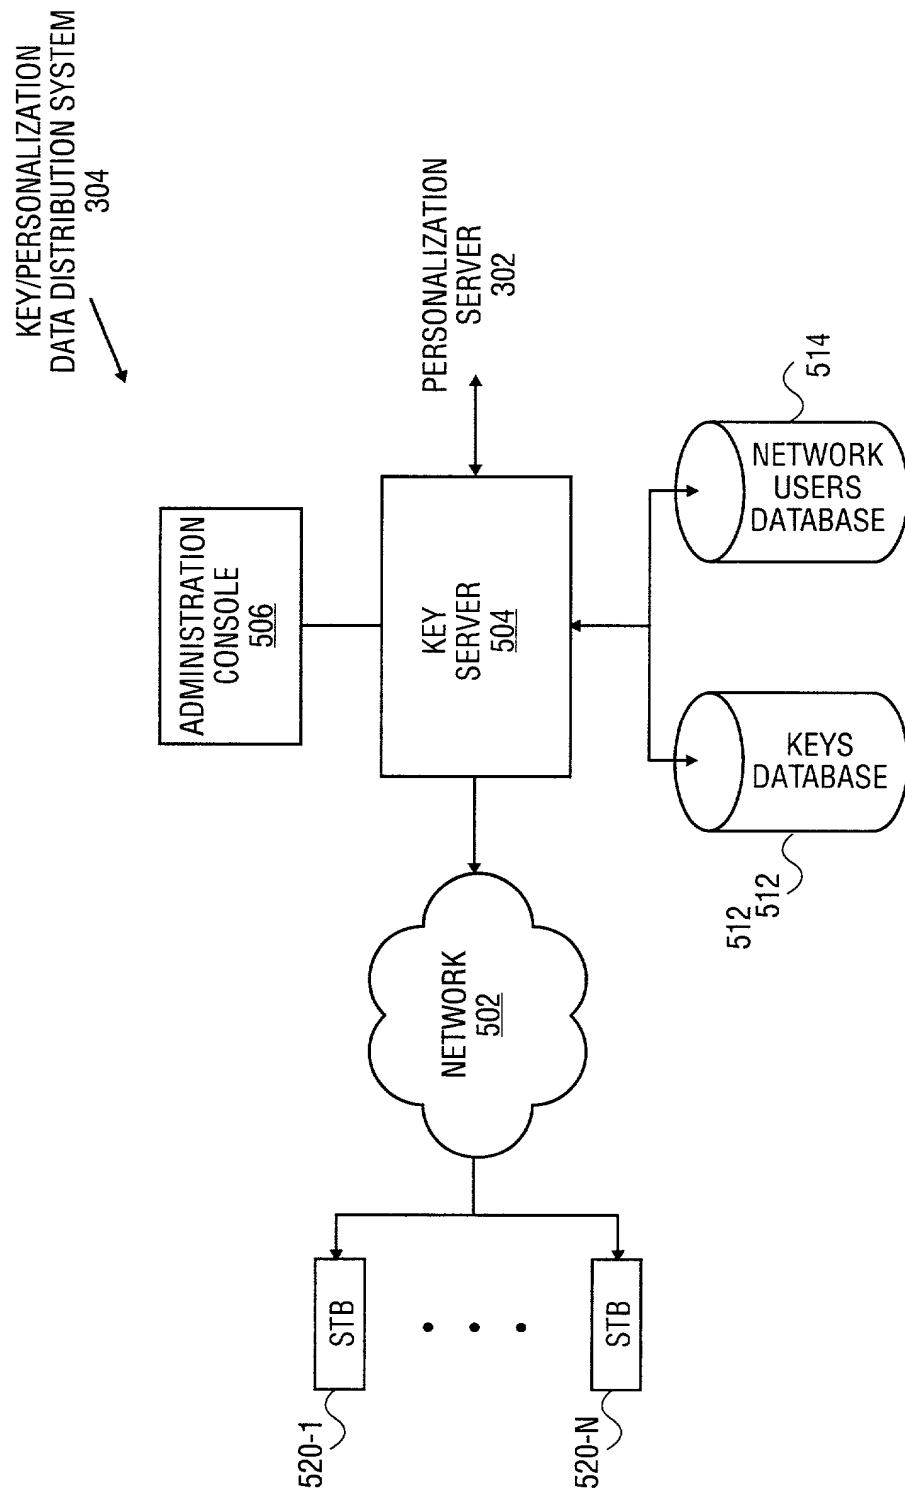 KEY/PERSONALIZATION
DATA DISTRIBUTION SYSTEM
304
ADMINISTRATION
CONSOLE
506
PERSONALIZATION
SERVER
302
KEY
SERVER
504
NETWORK
502
STB
520-1
STB
520-N
NETWORK
USERS
DATABASE
514
KEYS
DATABASE
512
512